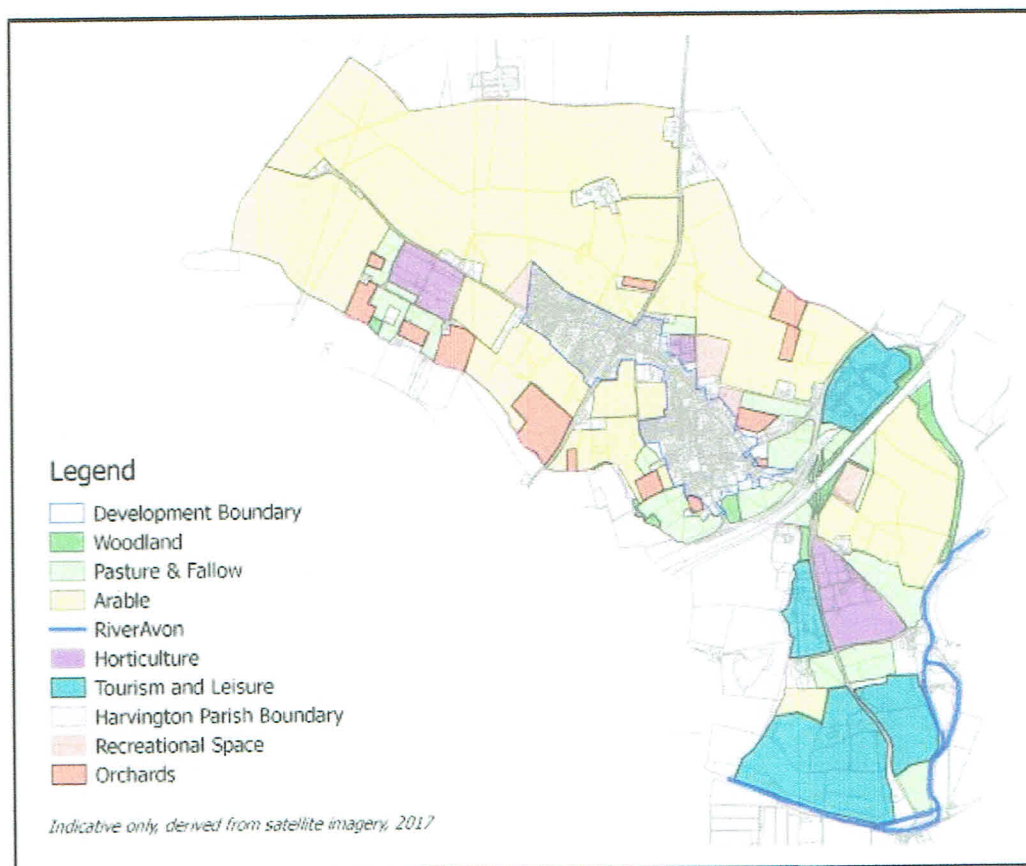 Legend
Development Boundary
Woodland
Pasture & Fallow
Arable
RiverAvon
Horticulture
Tourism and Leisure
Harvington Parish Boundary
Recreational Space
Orchards
Indicative only, derived from satellite imagery, 2017